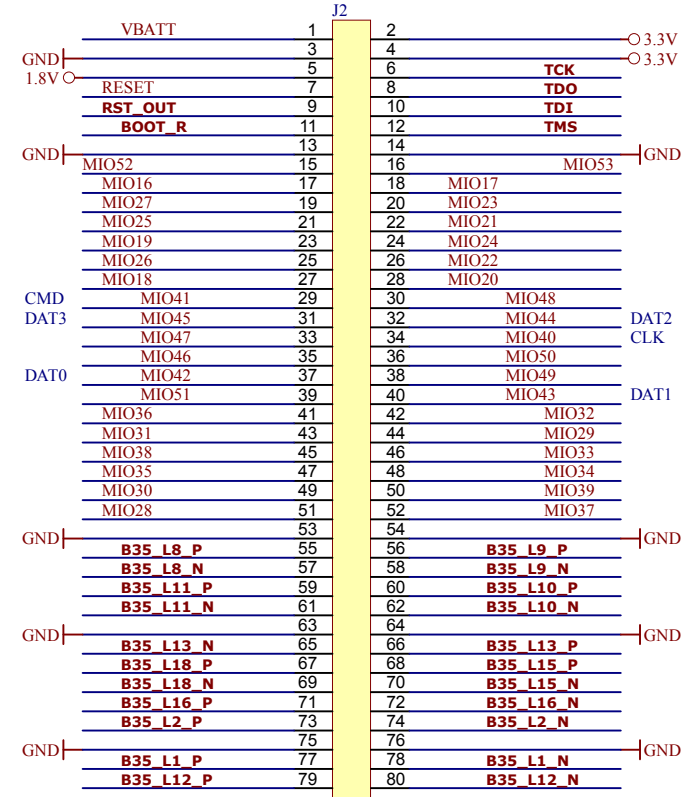 J2
VBATT 1 2 3.3V
GND 3 4 3.3V
1.8V 5 6 TCK
RESET 7 8 TDO
RST_OUT 9 10 TDI
BOOT_R 11 12 TMS
GND 13 14 GND
MIO52 15 16 MIO53
MIO16 17 18 MIO17
MIO27 19 20 MIO23
MIO25 21 22 MIO21
MIO19 23 24 MIO24
MIO26 25 26 MIO22
MIO18 27 28 MIO20
CMD MIO41 29 30 MIO48
DAT3 MIO45 31 32 MIO44 DAT2
MIO47 33 34 MIO40 CLK
MIO46 35 36 MIO50
DAT0 MIO42 37 38 MIO49
MIO51 39 40 MIO43 DAT1
MIO36 41 42 MIO32
MIO31 43 44 MIO29
MIO38 45 46 MIO33
MIO35 47 48 MIO34
MIO30 49 50 MIO39
MIO28 51 52 MIO37
GND 53 54 GND
B35_L8_P 55 56 B35_L9_P
B35_L8_N 57 58 B35_L9_N
B35_L11_P 59 60 B35_L10_P
B35_L11_N 61 62 B35_L10_N
GND 63 64 GND
B35_L13_N 65 66 B35_L13_P
B35_L18_P 67 68 B35_L15_P
B35_L18_N 69 70 B35_L15_N
B35_L16_P 71 72 B35_L16_N
B35_L2_P 73 74 B35_L2_N
GND 75 76 GND
B35_L1_P 77 78 B35_L1_N
B35_L12_P 79 80 B35_L12_N